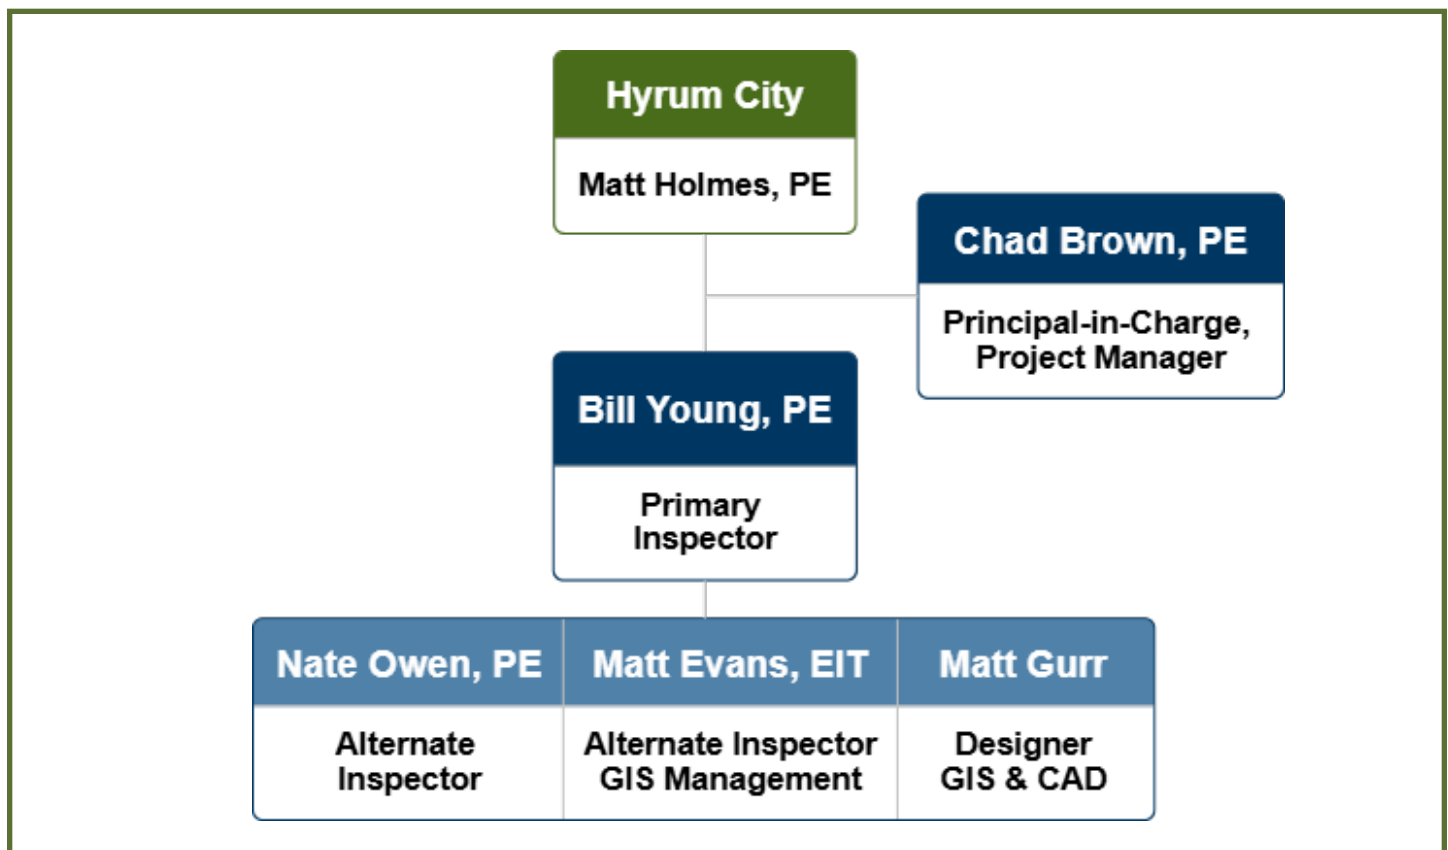 Hyrum City
Matt Holmes, PE
Chad Brown, PE
Principal-in-Charge,
Project Manager
Bill Young, PE
Primary
Inspector
Nate Owen, PE
Alternate
Inspector
Matt Evans, EIT
Alternate Inspector
GIS Management
Matt Gurr
Designer
GIS & CAD